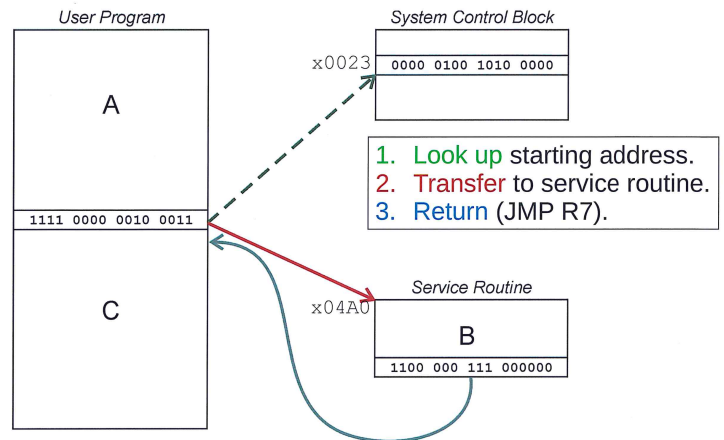 User Program
System Control Block
x0023
0000 0100 1010 0000
A
1. Look up starting address.
2. Transfer to service routine.
3. Return (JMP R7).
1111 0000 0010 0011
C
Service Routine
x04A0
B
1100 000 111 000000